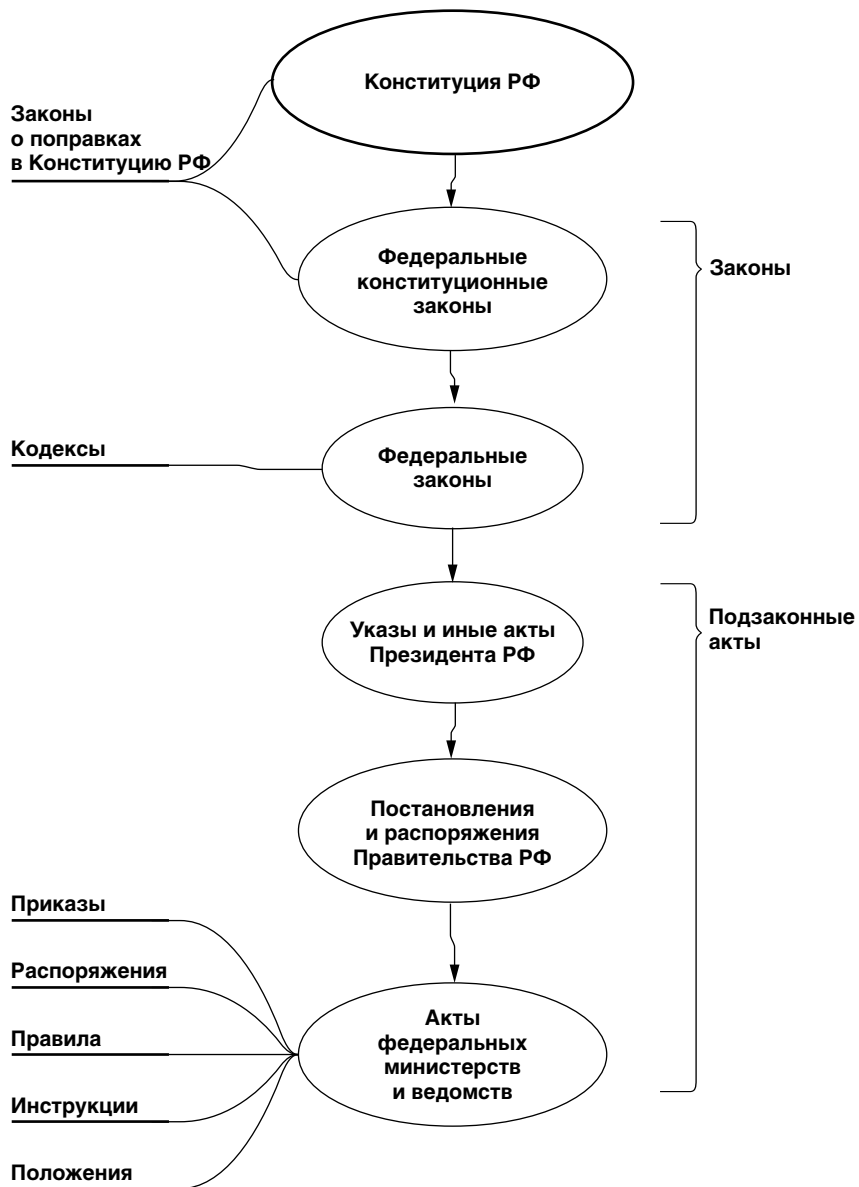 Конституция РФ
Законы
о поправках
в Конституцию РФ
Федеральные
конституционные
законы
Законы
Кодексы
Федеральные
законы
Указы и иные акты
Президента РФ
Подзаконные
акты
Постановления
и распоряжения
Правительства РФ
Приказы
Распоряжения
Правила
Инструкции
Положения
Акты
федеральных
министерств
и ведомств